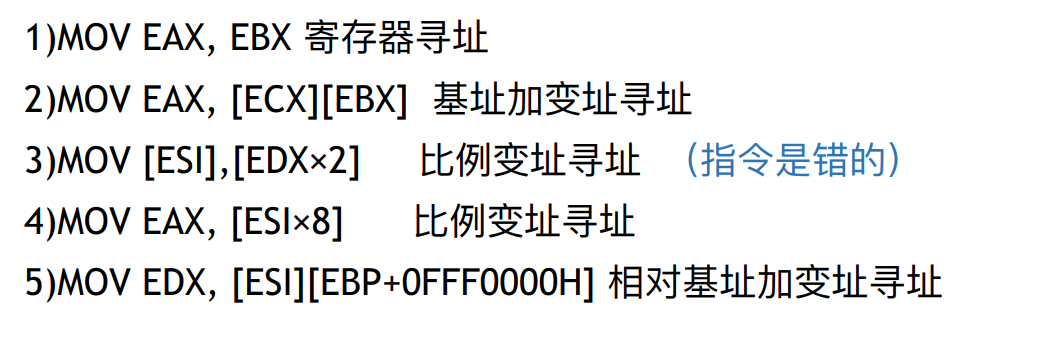 1)MOV EAX, EBX 寄存器寻址
2)MOV EAX, [ECX][EBX] 基址加变址寻址
3)MOV [ESI],[EDX×2] 比例变址寻址 （指令是错的）
4)MOV EAX, [ESI×8] 比例变址寻址
5)MOV EDX, [ESI][EBP+0FFF0000H] 相对基址加变址寻址